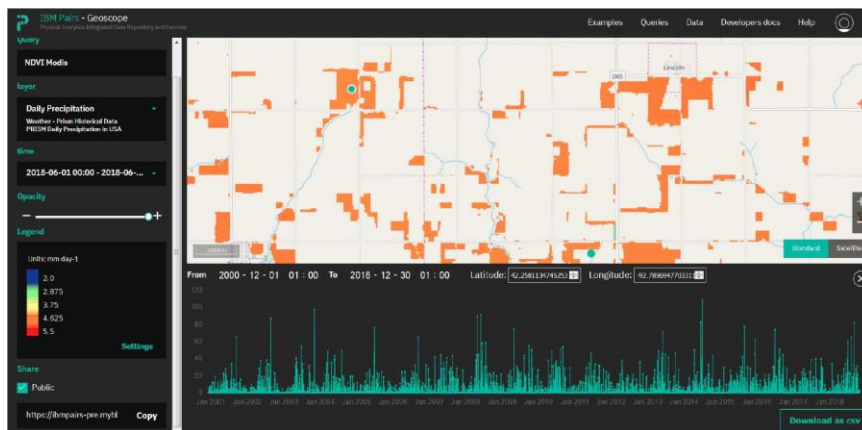 IBM Pairs - Geoscope
Physical Analytics Integrated Data Repository and Services
Examples Queries Data Developers docs Help
Query
NDVI Modis
layer
Daily Precipitation
Weather - Prism Historical Data
PRISM Daily Precipitation in USA
time
2018-06-01 00:00 - 2018-06-...
Opacity
Legend
Units: mm day-1
2.0
2.875
3.75
4.625
5.5
Settings
Share
Public
https://ibmpairs-pre.mybl Copy
Lincoln
Standard Satellite
From 2000 - 12 - 01 01 : 00 To 2018 - 12 - 30 01 : 00 Latitude: Longitude:
120
100
80
60
40
20
0
Jan 2001 Jan 2002 Jan 2003 Jan 2004 Jan 2005 Jan 2006 Jan 2007 Jan 2008 Jan 2009 Jan 2010 Jan 2011 Jan 2012 Jan 2013 Jan 2014 Jan 2015 Jan 2016 Jan 2017 Jan 2018
Download as csv